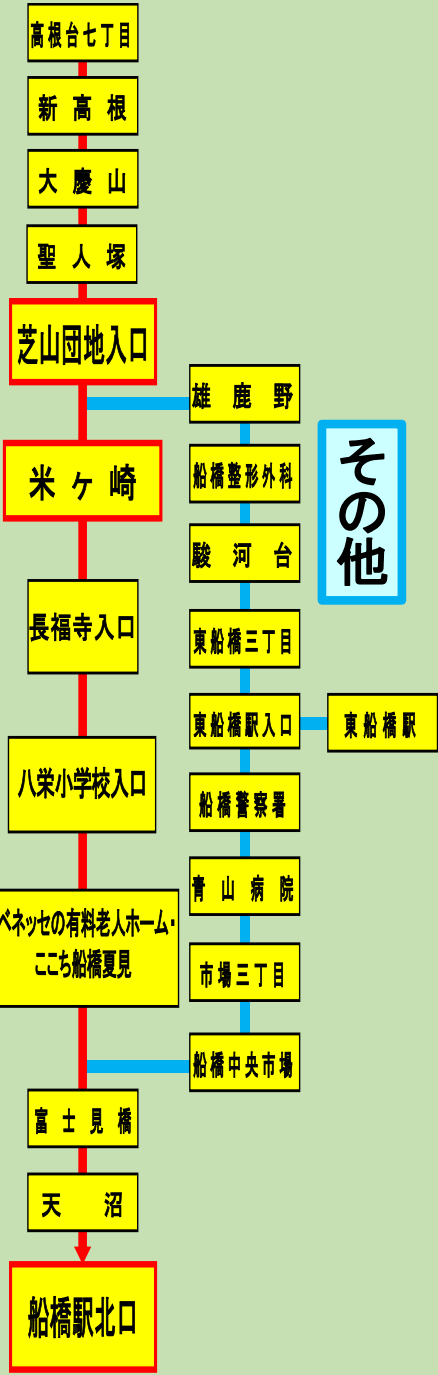 高根台七丁目
新高根
大慶山
聖人塚
芝山団地入口
米ヶ崎
長福寺入口
八栄小学校入口
ベネッセの有料老人ホーム・
ここち船橋夏見
富士見橋
天沼
船橋駅北口
雄鹿野
船橋整形外科
駿河台
東船橋三丁目
東船橋駅入口
東船橋駅
船橋警察署
青山病院
市場三丁目
船橋中央市場
その他